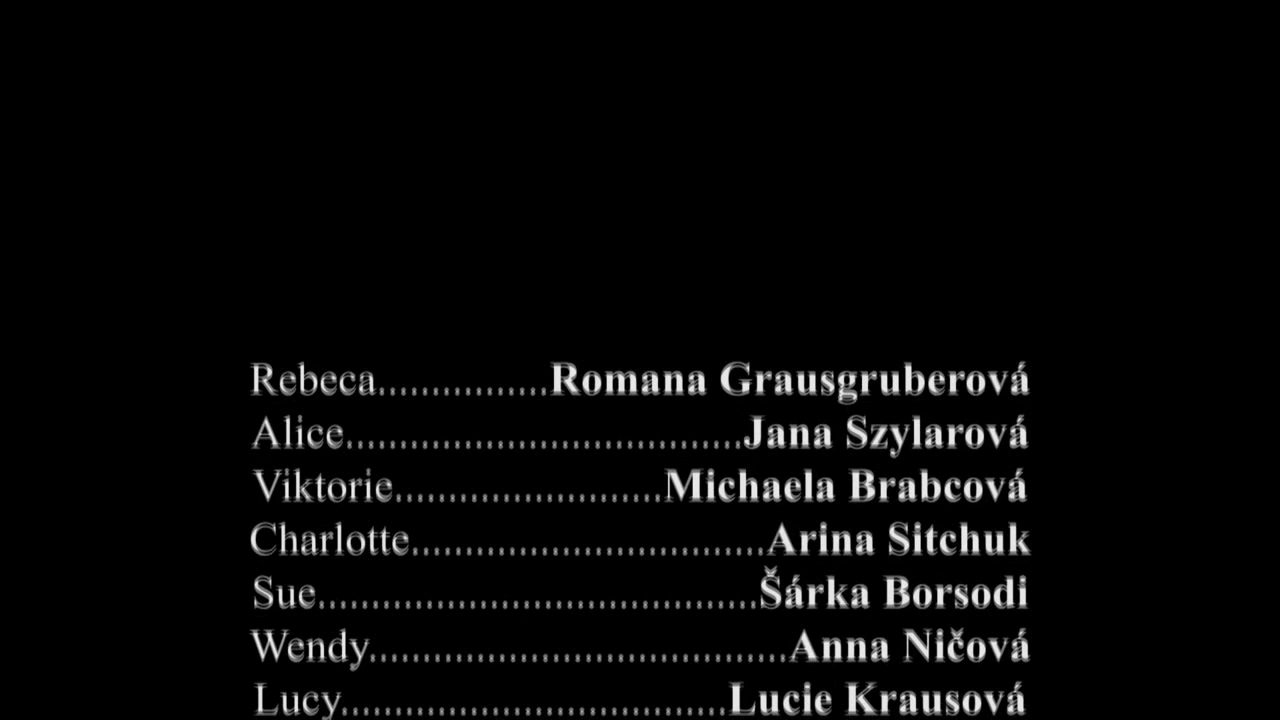 Rebeca................Romana Grausgruberová
Alice.....................................Jana Szylarová
Viktorie.........................Michaela Brabcová
Charlotte.................................Arina Sitchuk
Sue.........................................Šárka Borsodi
Wendy.......................................Anna Ničová
Lucy....................................Lucie Krausová